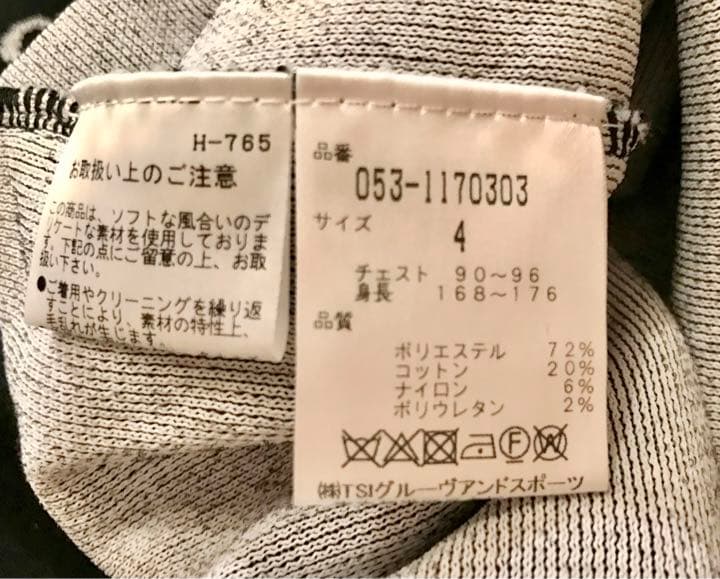 H-765
お取扱い上のご注意
この商品は、ソフトな風合いのデ
リケートな素材を使用しておりま
す。下記の点にご留意の上、お取
扱い下さい。
●ご着用やクリーニングを繰り返
すことにより、素材の特性上、
毛乱れが生じます。
品番
053-1170303
サイズ
4
チェスト 90～96
身長 168～176
品質
ポリエステル 72%
コットン 20%
ナイロン 6%
ポリウレタン 2%
F W
㈱TSIグルーヴアンドスポーツ